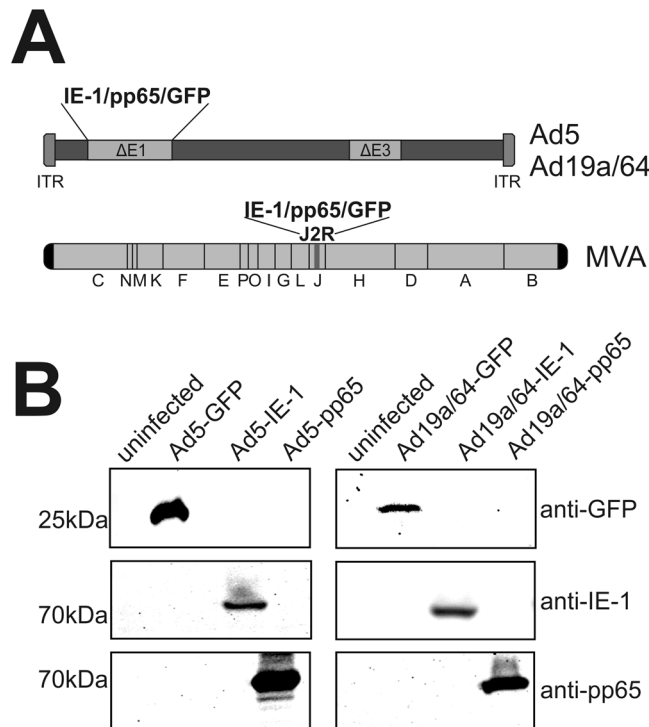 A
IE-1/pp65/GFP
ΔE1
ΔE3
Ad5
Ad19a/64
ITR
ITR
IE-1/pp65/GFP
J2R
MVA
C N M K F E P O I G L J H D A B
B
uninfected Ad5-GFP Ad5-IE-1 Ad5-pp65 uninfected Ad19a/64-GFP Ad19a/64-IE-1 Ad19a/64-pp65
25kDa anti-GFP
70kDa anti-IE-1
70kDa anti-pp65